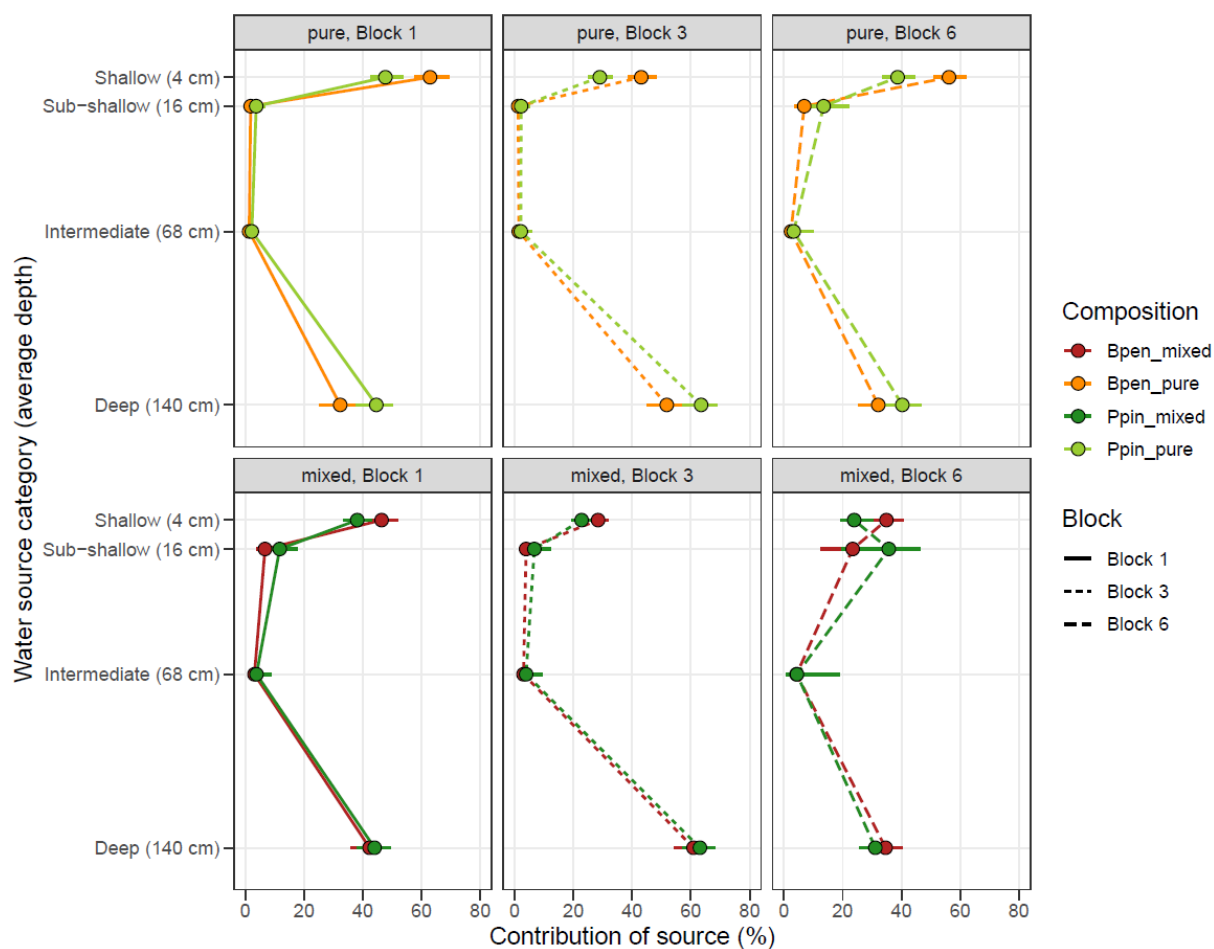 pure, Block 1
pure, Block 3
pure, Block 6
Shallow (4 cm)
Sub−shallow (16 cm)
Intermediate (68 cm)
Deep (140 cm)
mixed, Block 1
mixed, Block 3
mixed, Block 6
Shallow (4 cm)
Sub−shallow (16 cm)
Intermediate (68 cm)
Deep (140 cm)
0 20 40 60 80
0 20 40 60 80
0 20 40 60 80
Contribution of source (%)
Water source category (average depth)
Composition
Bpen_mixed
Bpen_pure
Ppin_mixed
Ppin_pure
Block
Block 1
Block 3
Block 6